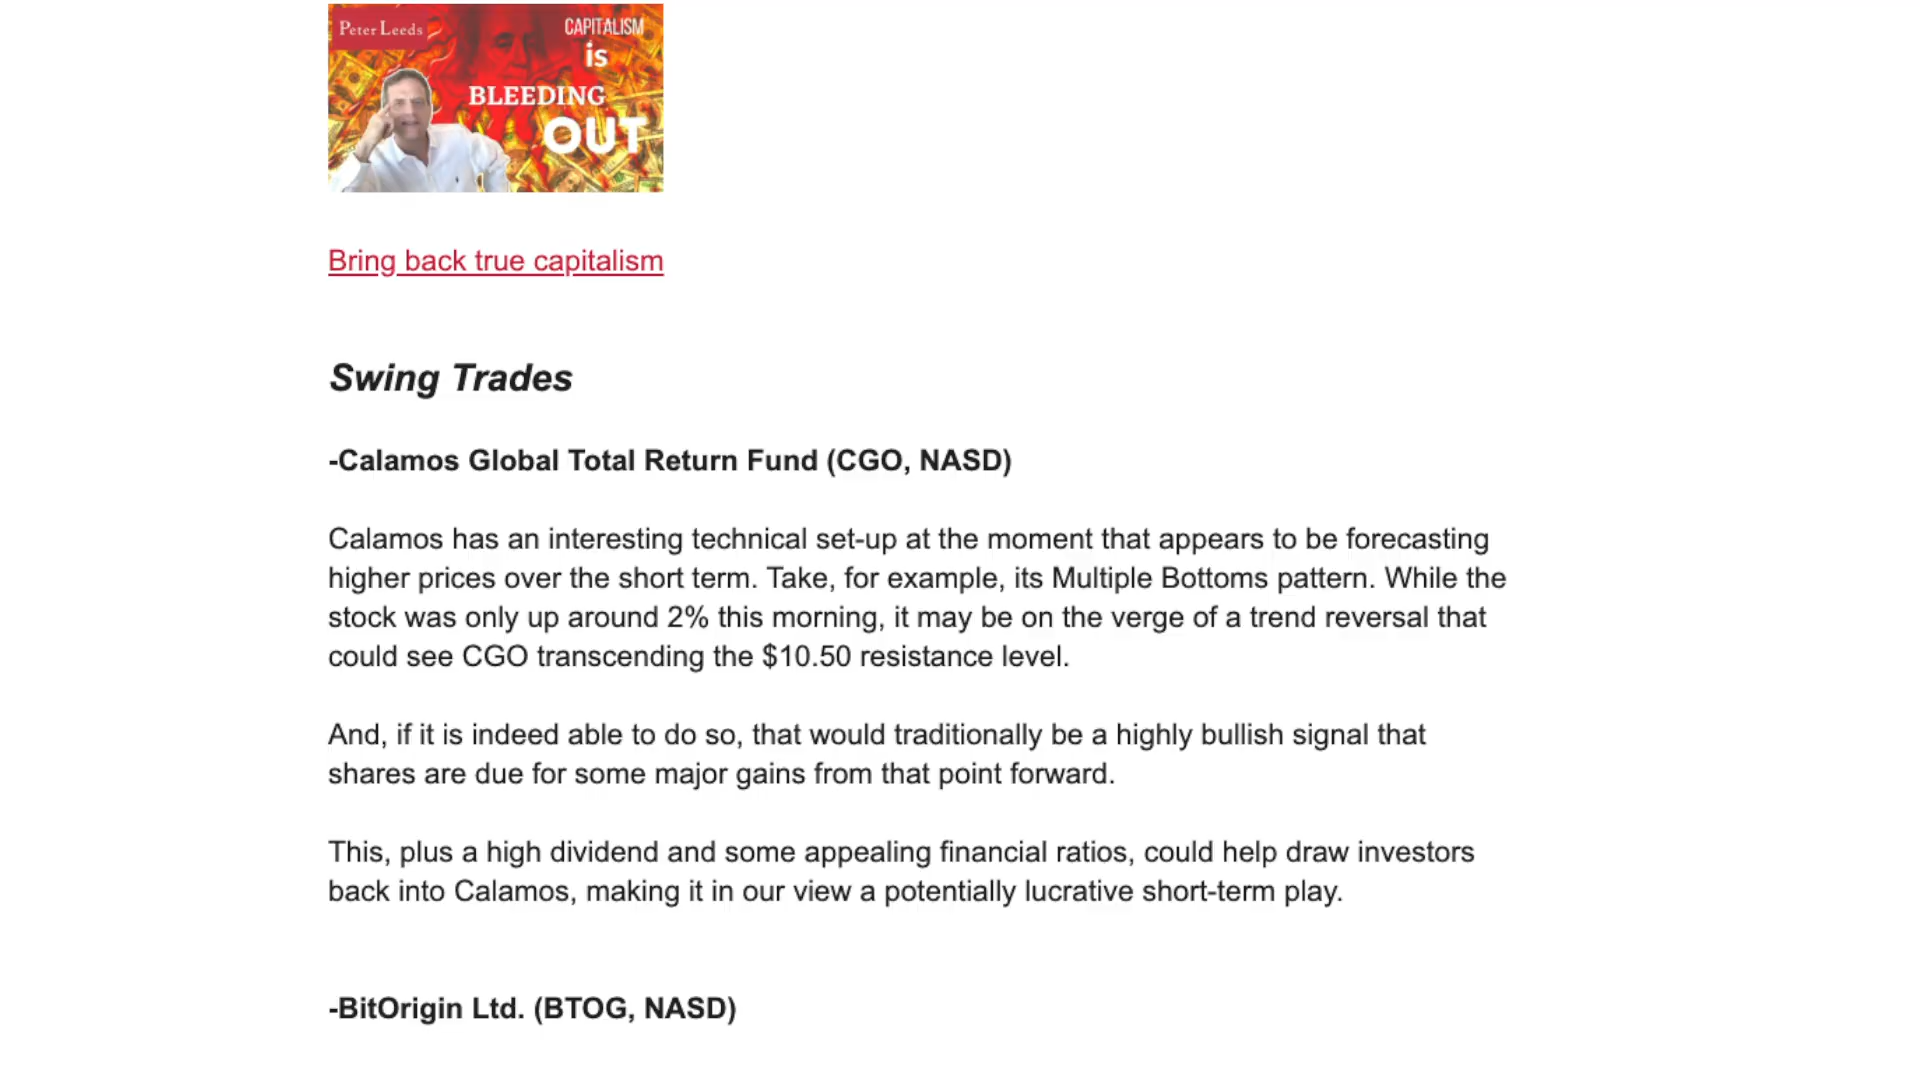 Peter Leeds
CAPITALISM
is
BLEEDING
OUT
Bring back true capitalism
Swing Trades
-Calamos Global Total Return Fund (CGO, NASD)
Calamos has an interesting technical set-up at the moment that appears to be forecasting
higher prices over the short term. Take, for example, its Multiple Bottoms pattern. While the
stock was only up around 2% this morning, it may be on the verge of a trend reversal that
could see CGO transcending the $10.50 resistance level.
And, if it is indeed able to do so, that would traditionally be a highly bullish signal that
shares are due for some major gains from that point forward.
This, plus a high dividend and some appealing financial ratios, could help draw investors
back into Calamos, making it in our view a potentially lucrative short-term play.
-BitOrigin Ltd. (BTOG, NASD)